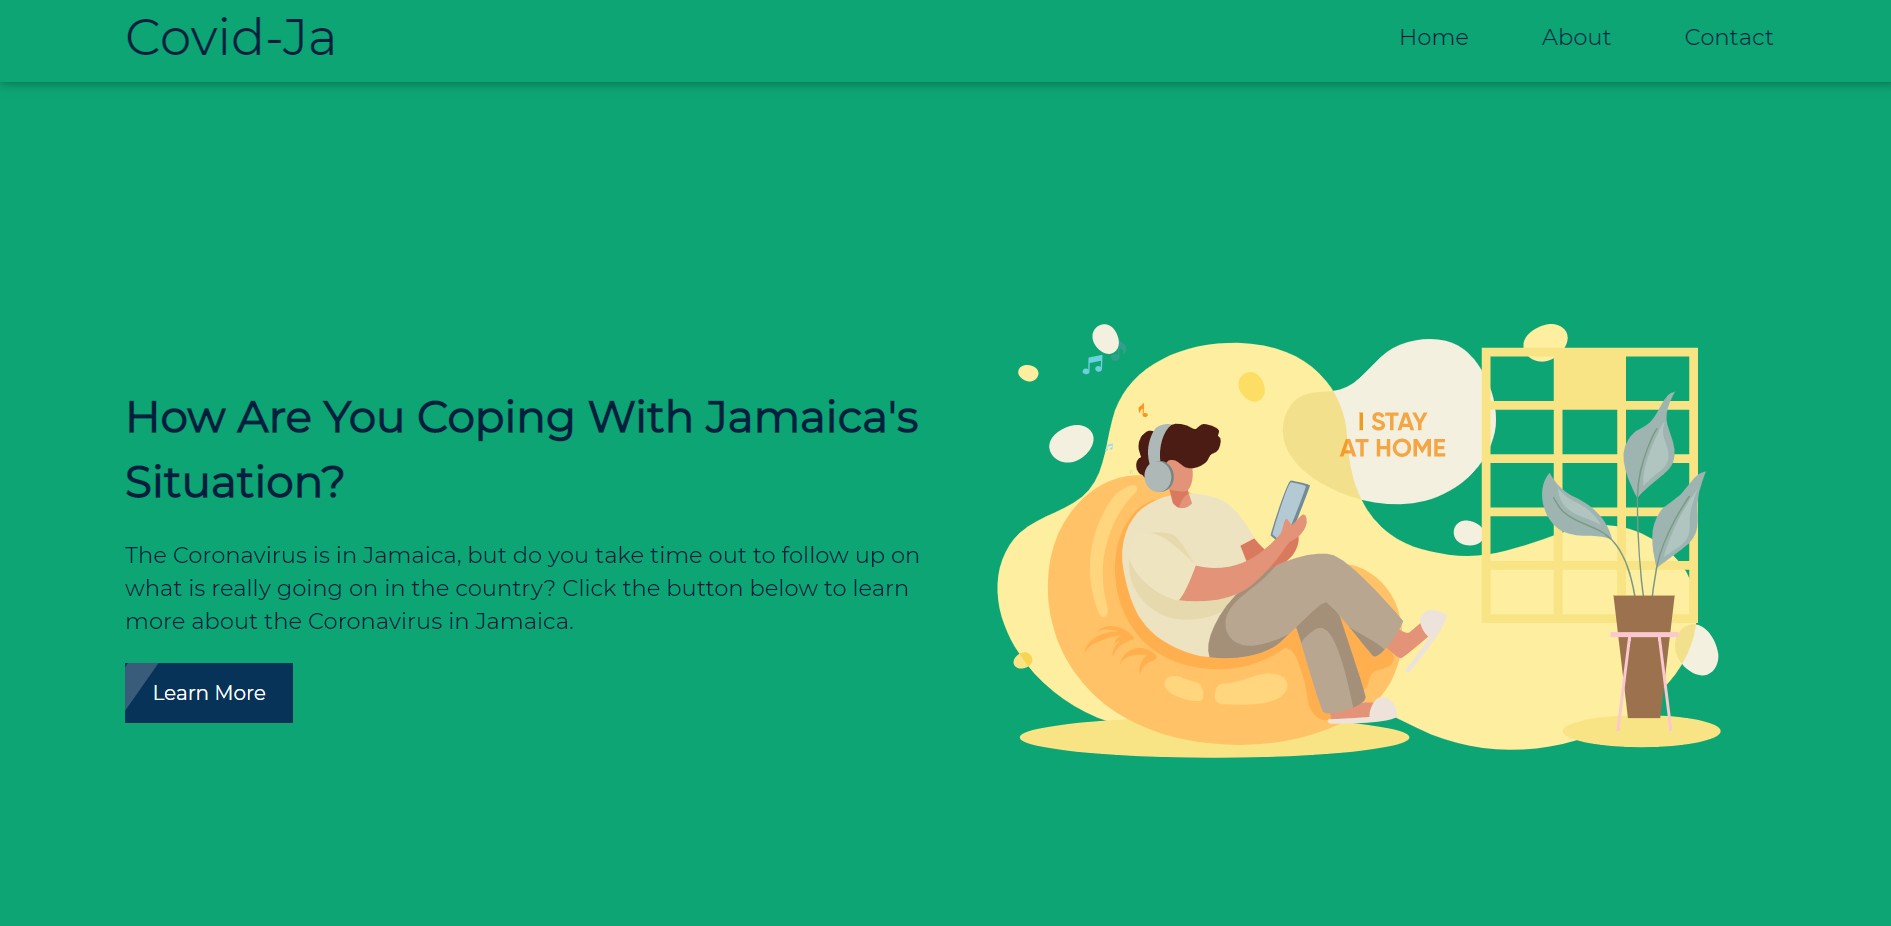 Covid-Ja
Home
About
Contact
How Are You Coping With Jamaica's
Situation?
The Coronavirus is in Jamaica, but do you take time out to follow up on
what is really going on in the country? Click the button below to learn
more about the Coronavirus in Jamaica.
Learn More
I STAY
AT HOME